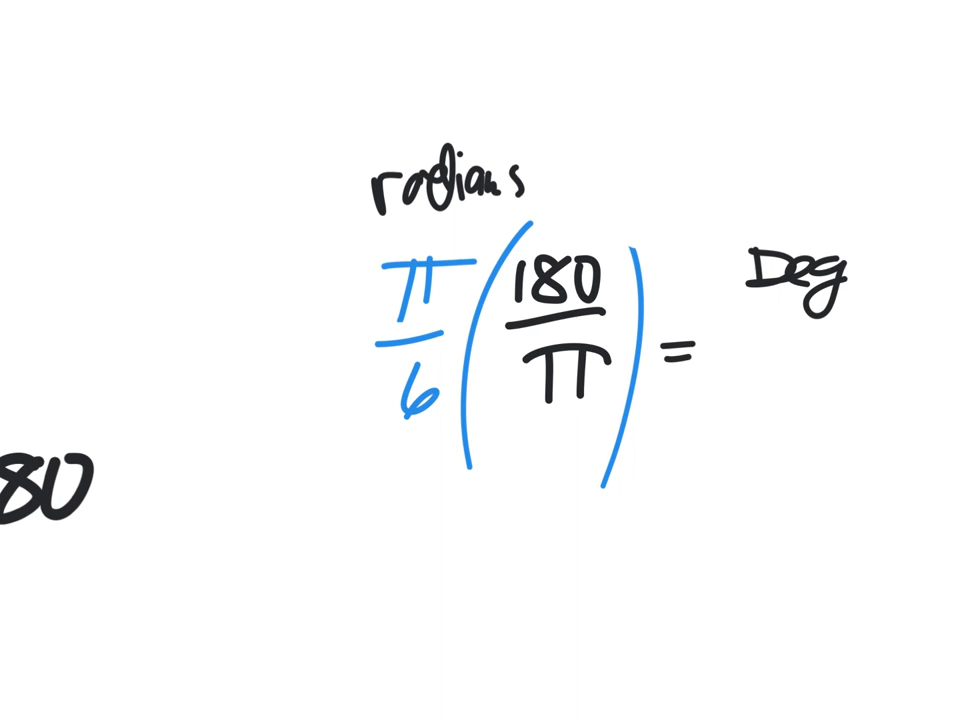 radians
π/6 (180/π) = Deg
80